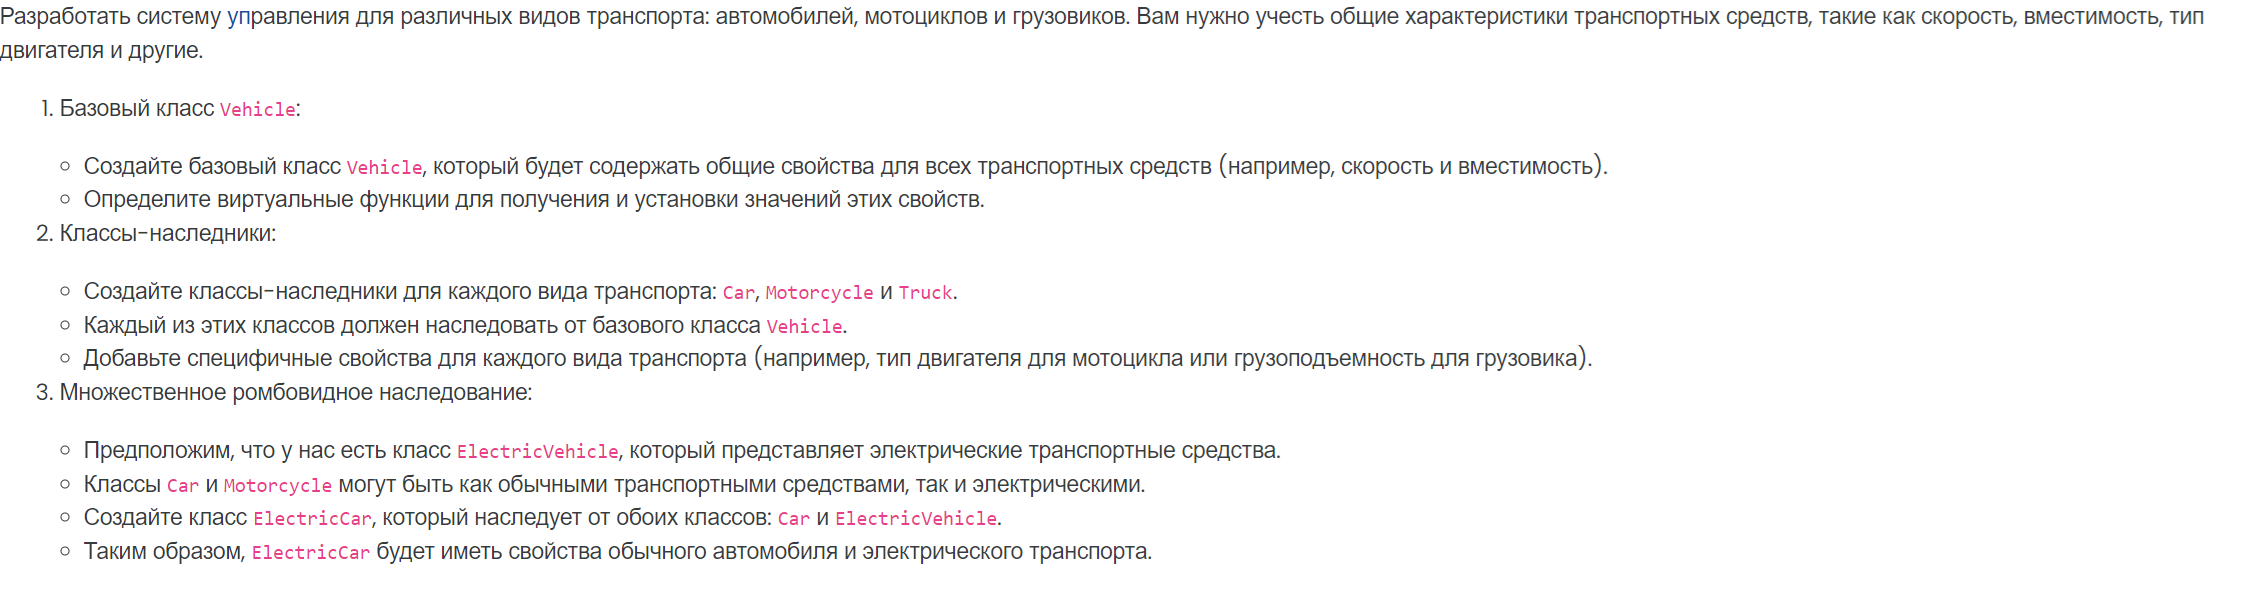 Разработать систему управления для различных видов транспорта: автомобилей, мотоциклов и грузовиков. Вам нужно учесть общие характеристики транспортных средств, такие как скорость, вместимость, тип
двигателя и другие.
1. Базовый класс Vehicle:
○ Создайте базовый класс Vehicle, который будет содержать общие свойства для всех транспортных средств (например, скорость и вместимость).
○ Определите виртуальные функции для получения и установки значений этих свойств.
2. Классы-наследники:
○ Создайте классы-наследники для каждого вида транспорта: Car, Motorcycle и Truck.
○ Каждый из этих классов должен наследовать от базового класса Vehicle.
○ Добавьте специфичные свойства для каждого вида транспорта (например, тип двигателя для мотоцикла или грузоподъемность для грузовика).
3. Множественное ромбовидное наследование:
○ Предположим, что у нас есть класс ElectricVehicle, который представляет электрические транспортные средства.
○ Классы Car и Motorcycle могут быть как обычными транспортными средствами, так и электрическими.
○ Создайте класс ElectricCar, который наследует от обоих классов: Car и ElectricVehicle.
○ Таким образом, ElectricCar будет иметь свойства обычного автомобиля и электрического транспорта.